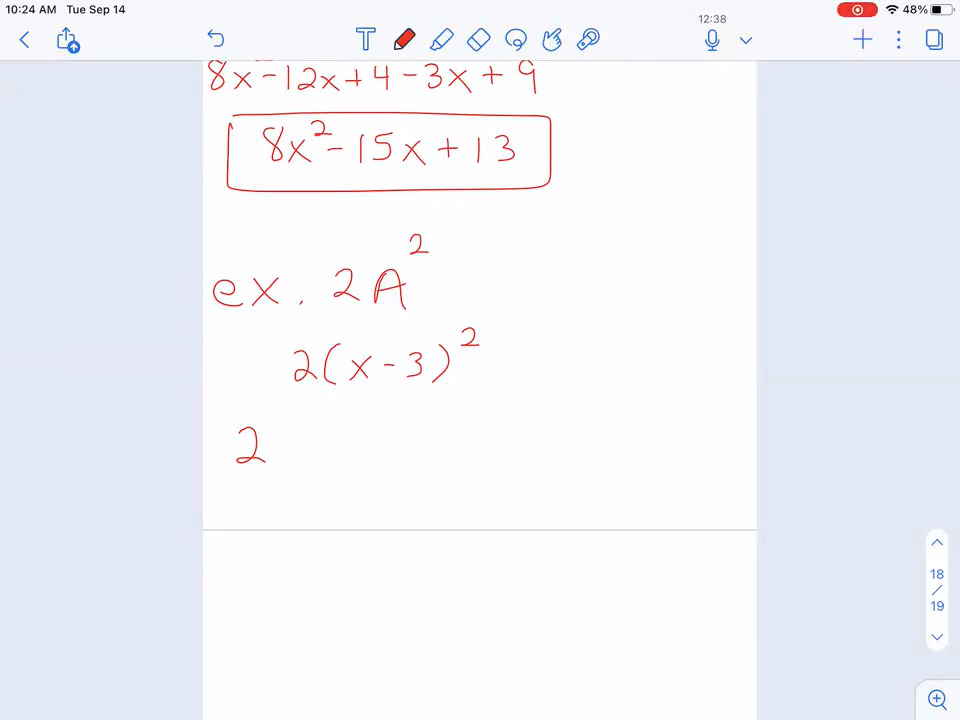 10:24 AM Tue Sep 14
48%
12:38
T
8x²-12x+4-3x+9
8x²-15x+13
ex. 2A²
2(x-3)²
2
18
/
19